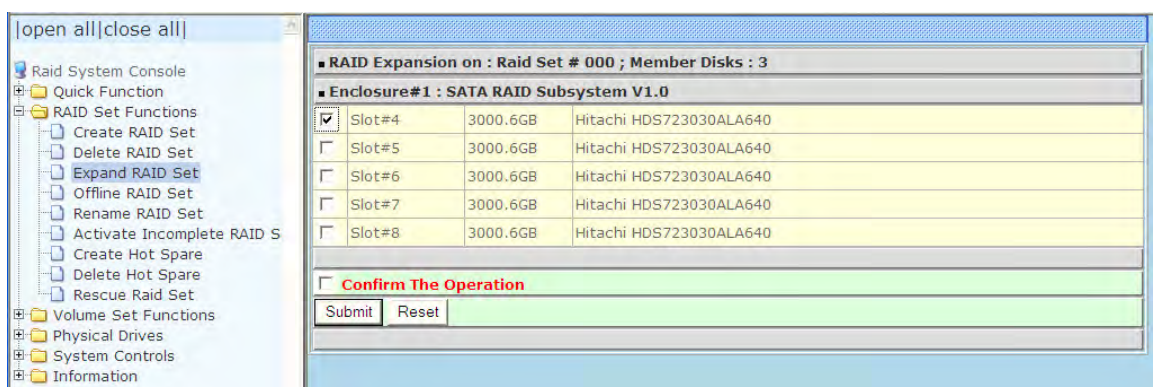 |open all|close all|
Raid System Console
Quick Function
RAID Set Functions
Create RAID Set
Delete RAID Set
Expand RAID Set
Offline RAID Set
Rename RAID Set
Activate Incomplete RAID S
Create Hot Spare
Delete Hot Spare
Rescue Raid Set
Volume Set Functions
Physical Drives
System Controls
Information
RAID Expansion on : Raid Set # 000 ; Member Disks : 3
Enclosure#1 : SATA RAID Subsystem V1.0
Slot#4 3000.6GB Hitachi HDS723030ALA640
Slot#5 3000.6GB Hitachi HDS723030ALA640
Slot#6 3000.6GB Hitachi HDS723030ALA640
Slot#7 3000.6GB Hitachi HDS723030ALA640
Slot#8 3000.6GB Hitachi HDS723030ALA640
Confirm The Operation
Submit Reset